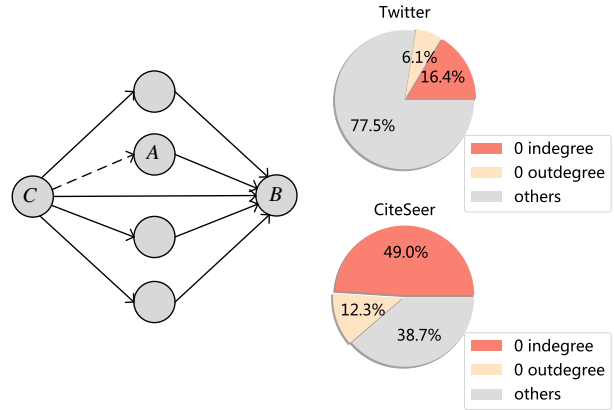 C
A
B
Twitter
6.1%
16.4%
77.5%
0 indegree
0 outdegree
others
CiteSeer
49.0%
12.3%
38.7%
0 indegree
0 outdegree
others